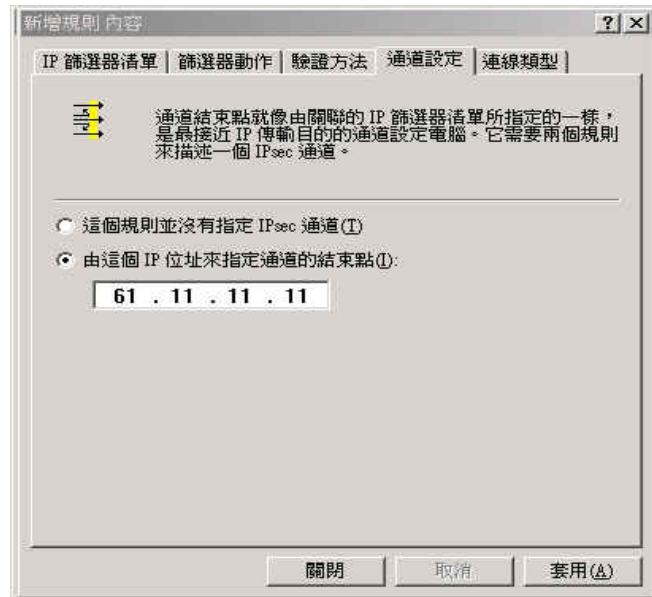 新增規則 內容
IP 篩選器清單 篩選器動作 驗證方法 通道設定 連線類型
通道結束點就像由關聯的 IP 篩選器清單所指定的一樣，
是最接近 IP 傳輸目的的通道設定電腦。它需要兩個規則
來描述一個 IPsec 通道。
這個規則並沒有指定 IPsec 通道(T)
由這個 IP 位址來指定通道的結束點(I):
61 . 11 . 11 . 11
關閉 取消 套用(A)